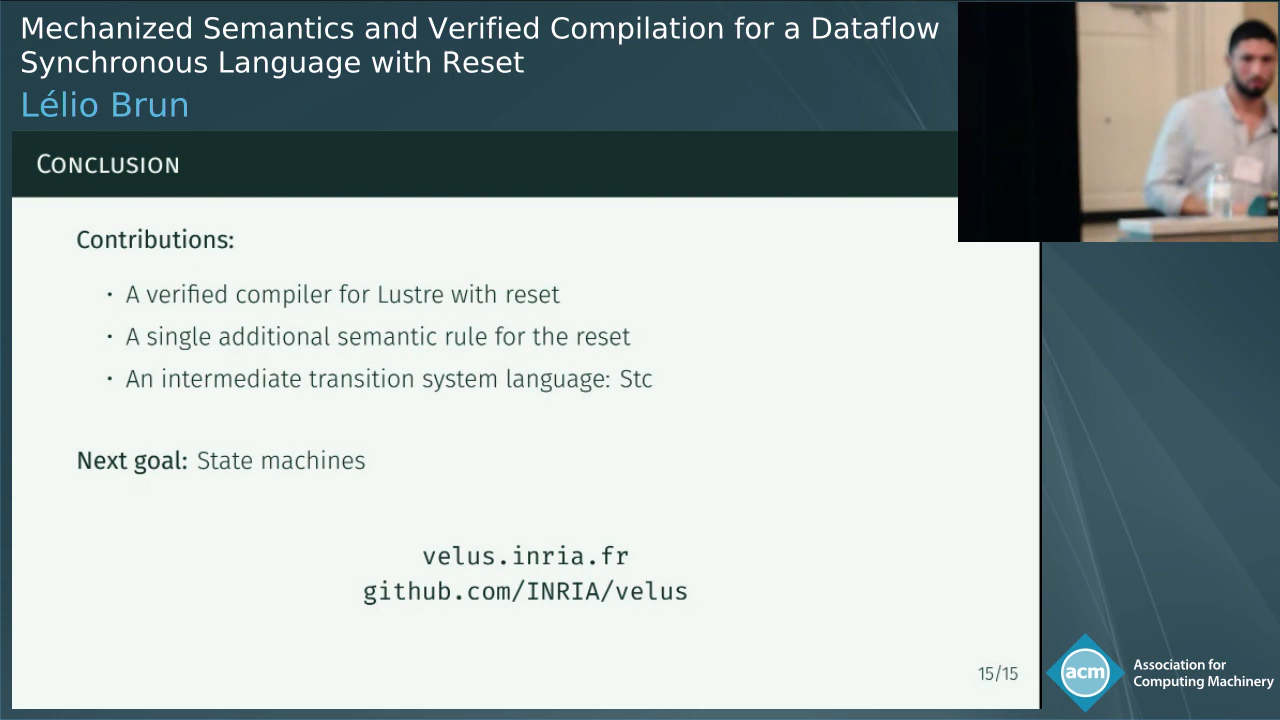 Mechanized Semantics and Verified Compilation for a Dataflow
Synchronous Language with Reset
Lélio Brun
Conclusion
Contributions:
· A verified compiler for Lustre with reset
· A single additional semantic rule for the reset
· An intermediate transition system language: Stc
Next goal: State machines
velus.inria.fr
github.com/INRIA/velus
15/15
acm
Association for
Computing Machinery